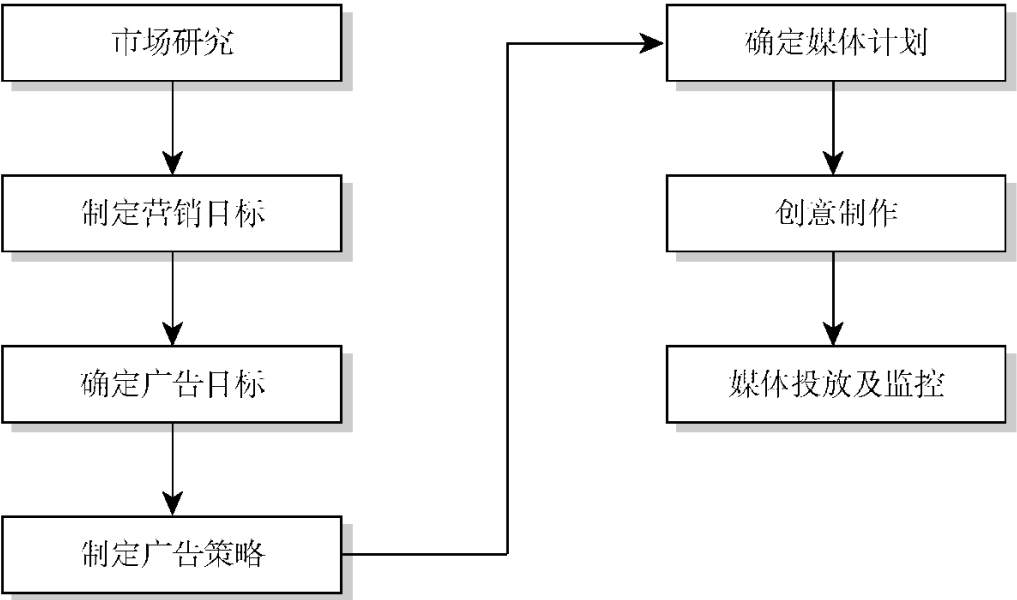 市场研究
制定营销目标
确定广告目标
制定广告策略
确定媒体计划
创意制作
媒体投放及监控